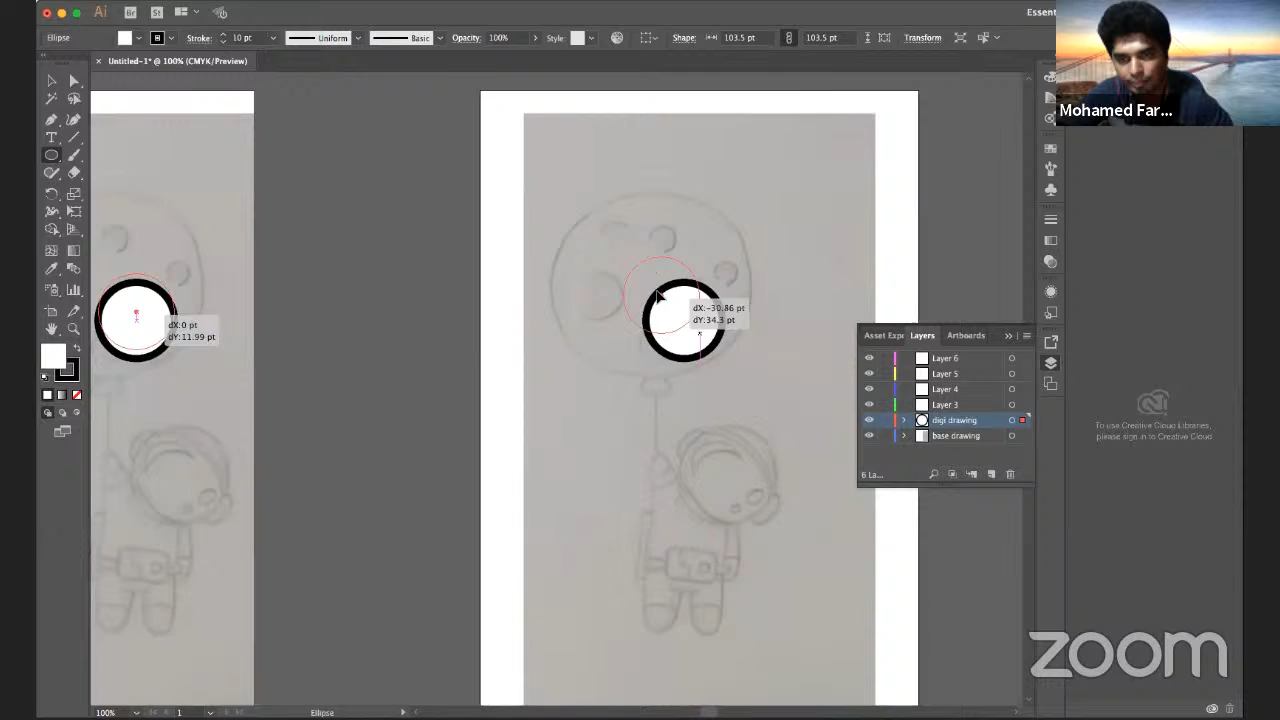 Ai Br St Essent
Ellipse Stroke: 10 pt Uniform Basic Opacity: 100% Style: Shape: 103.5 pt 103.5 pt Transform
× Untitled-1* @ 100% (CMYK/Preview)
Mohamed Far...
dX: 0 pt
dY: 11.99 pt
dX: -30.86 pt
dY: 34.3 pt
Asset Expo Layers Artboards
Layer 6
Layer 5
Layer 4
Layer 3
digi drawing
base drawing
6 La...
To use Creative Cloud Libraries,
please sign in to Creative Cloud
zoom
100% 1 Ellipse